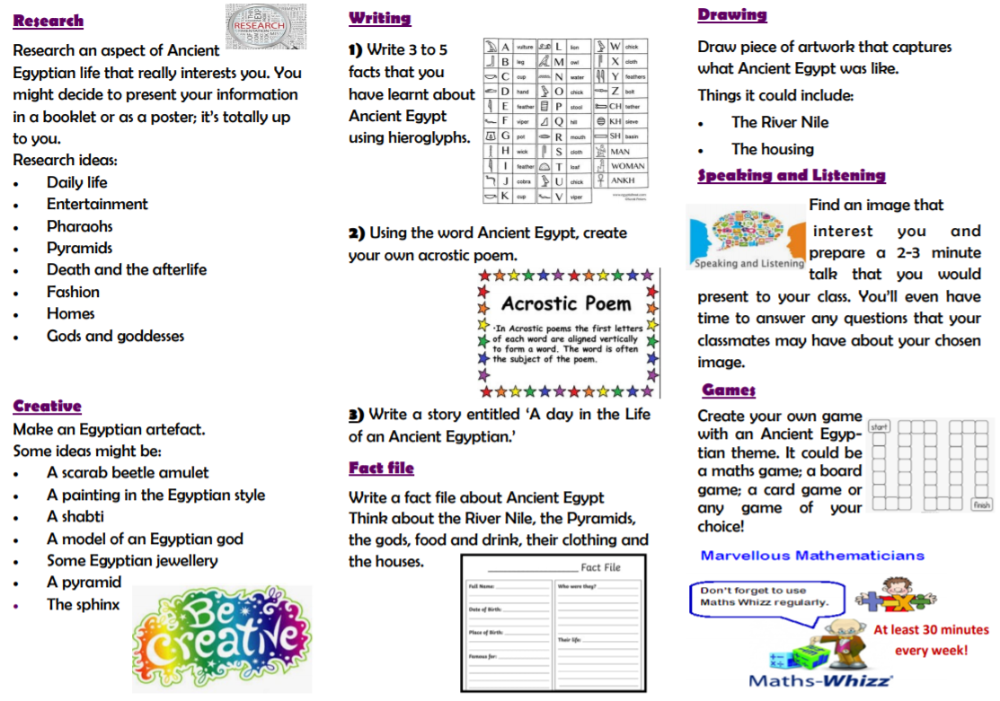 Research
RESEARCH
Research an aspect of Ancient
Egyptian life that really interests you. You
might decide to present your information
in a booklet or as a poster; it's totally up
to you.
Research ideas:
• Daily life
• Entertainment
• Pharaohs
• Pyramids
• Death and the afterlife
• Fashion
• Homes
• Gods and goddesses
Creative
Make an Egyptian artefact.
Some ideas might be:
• A scarab beetle amulet
• A painting in the Egyptian style
• A shabti
• A model of an Egyptian god
• Some Egyptian jewellery
• A pyramid
• The sphinx
Be
Creative
Writing
1) Write 3 to 5
facts that you
have learnt about
Ancient Egypt
using hieroglyphs.
A vulture L lion W chick
B leg M owl X cloth
C cup N water Y feathers
D hand O chick Z bolt
E feather P stool CH tether
F viper Q hill KH sieve
G pot R mouth SH basin
H wick S cloth MAN
I feather T loaf WOMAN
J cobra U chick ANKH
K cup V viper
2) Using the word Ancient Egypt, create
your own acrostic poem.
Acrostic Poem
•In Acrostic poems the first letters
of each word are aligned vertically
to form a word. The word is often
the subject of the poem.
3) Write a story entitled 'A day in the Life
of an Ancient Egyptian.'
Fact file
Write a fact file about Ancient Egypt
Think about the River Nile, the Pyramids,
the gods, food and drink, their clothing and
the houses.
Fact File
Full Name:
Date of Birth:
Place of Birth:
Famous for:
Who were they?
Their life:
Drawing
Draw piece of artwork that captures
what Ancient Egypt was like.
Things it could include:
• The River Nile
• The housing
Speaking and Listening
Speaking and Listening
Find an image that
interest you and
prepare a 2-3 minute
talk that you would
present to your class. You'll even have
time to answer any questions that your
classmates may have about your chosen
image.
Games
Create your own game
with an Ancient Egyp-
tian theme. It could be
a maths game; a board
game; a card game or
any game of your
choice!
start
finish
Marvellous Mathematicians
Don't forget to use
Maths Whizz regularly.
At least 30 minutes
every week!
Maths-Whizz